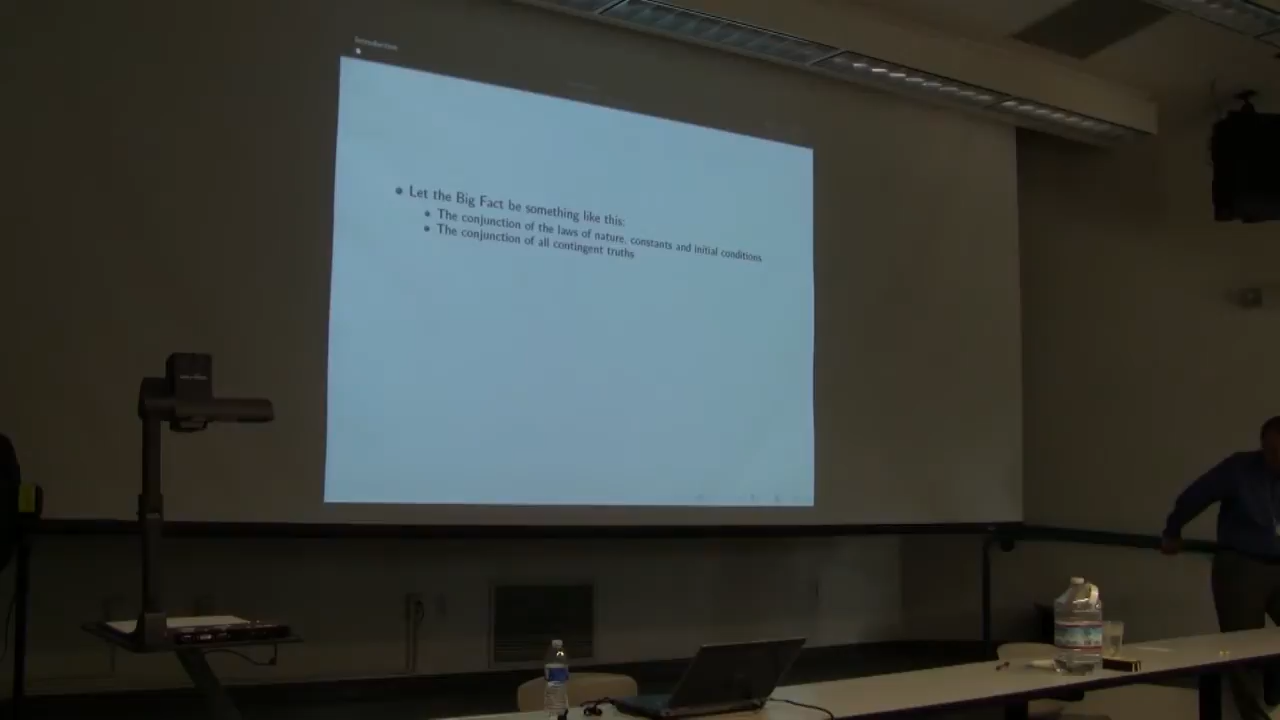 Introduction
• Let the Big Fact be something like this:
• The conjunction of the laws of nature, constants and initial conditions
• The conjunction of all contingent truths